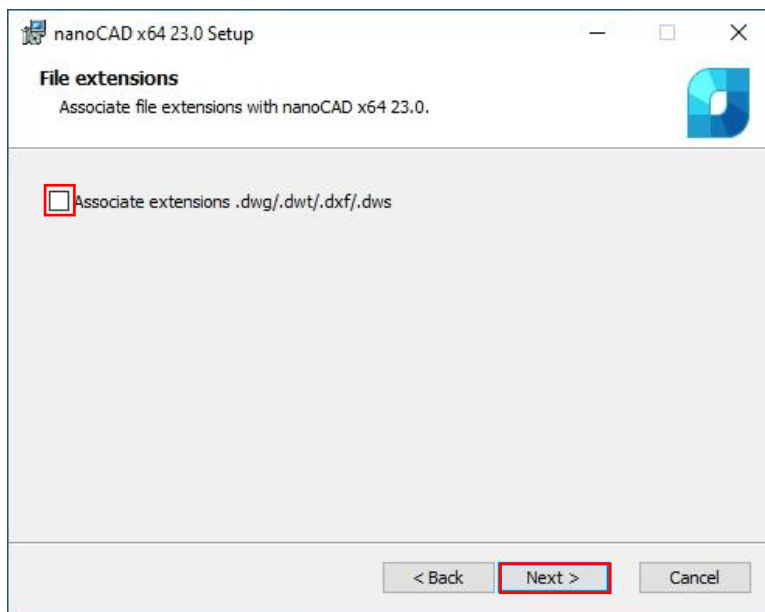 nanoCAD x64 23.0 Setup
File extensions
Associate file extensions with nanoCAD x64 23.0.
Associate extensions .dwg/.dwt/.dxf/.dws
< Back Next > Cancel